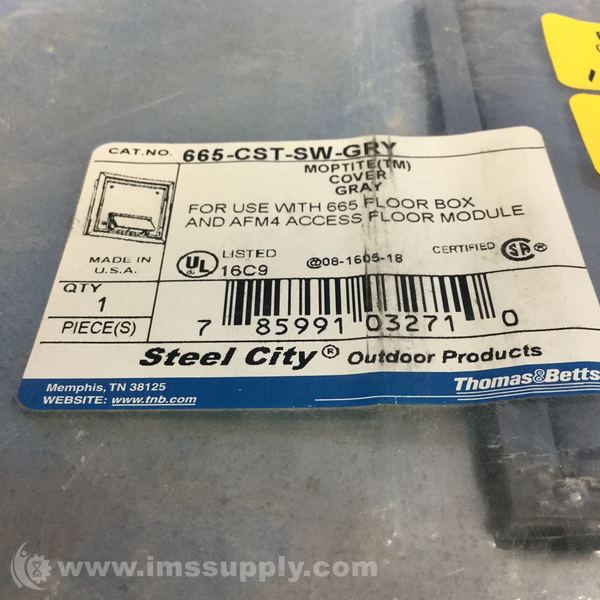 CAT.NO. 665-CST-SW-GRY
MOPTITE(TM)
COVER
GRAY
FOR USE WITH 665 FLOOR BOX
AND AFM4 ACCESS FLOOR MODULE
MADE IN
U.S.A.
UL
LISTED
16C9
@08-1605-18
CERTIFIED
SA
®
QTY
1
PIECE(S)
7 85991 03271 0
Steel City® Outdoor Products
Thomas&Betts
Memphis, TN 38125
WEBSITE: www.tnb.com
www.imssupply.com